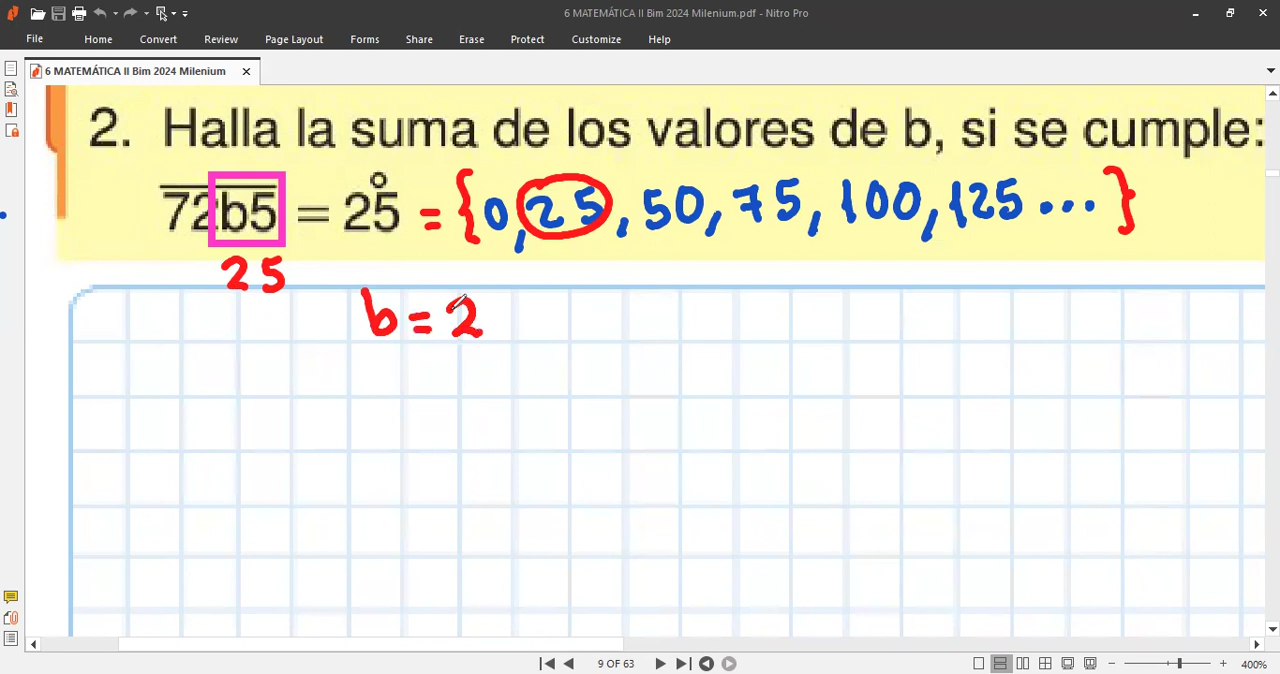 6 MATEMÁTICA II Bim 2024 Milenium.pdf - Nitro Pro
File Home Convert Review Page Layout Forms Share Erase Protect Customize Help
6 MATEMÁTICA II Bim 2024 Milenium
2. Halla la suma de los valores de b, si se cumple:
72b5 = 25° = {0, 25, 50, 75, 100, 125...}
25
b = 2
9 OF 63
400%